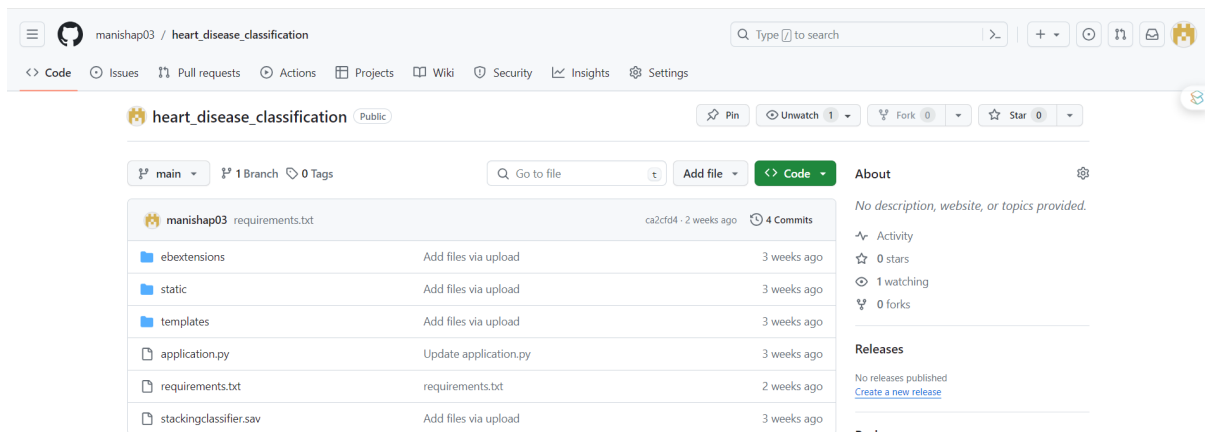 manishap03 / heart_disease_classification
Type / to search
Code Issues Pull requests Actions Projects Wiki Security Insights Settings
heart_disease_classification Public
Pin Unwatch 1 Fork 0 Star 0
main 1 Branch 0 Tags Go to file t Add file Code
manishap03 requirements.txt ca2cfd4 · 2 weeks ago 4 Commits
ebextensions Add files via upload 3 weeks ago
static Add files via upload 3 weeks ago
templates Add files via upload 3 weeks ago
application.py Update application.py 3 weeks ago
requirements.txt requirements.txt 2 weeks ago
stackingclassifier.sav Add files via upload 3 weeks ago
About
No description, website, or topics provided.
Activity
0 stars
1 watching
0 forks
Releases
No releases published
Create a new release